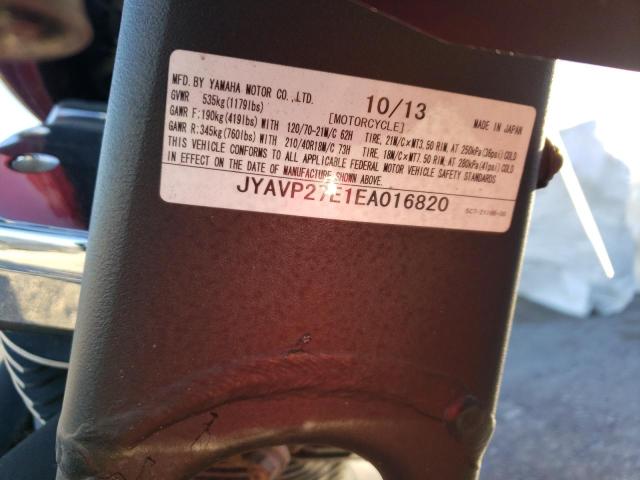 MFD. BY YAMAHA MOTOR CO.,LTD.
10/13
MADE IN JAPAN
GVWR 535kg(1179lbs)
[MOTORCYCLE]
GAWR F:190kg(419lbs)WITH 120/70-21M/C 62H TIRE, 21M/C×MT3.50 RIM, AT 250kPa(36psi)COLD
GAWR R:345kg(760lbs)WITH 210/40R18M/C 73H TIRE, 18M/C×MT7.50 RIM, AT 280kPa(41psi)COLD
THIS VEHICLE CONFORMS TO ALL APPLICABLE FEDERAL MOTOR VEHICLE SAFETY STANDARDS
IN EFFECT ON THE DATE OF MANUFACTURE SHOWN ABOVE.
JYAVP27E1EA016820